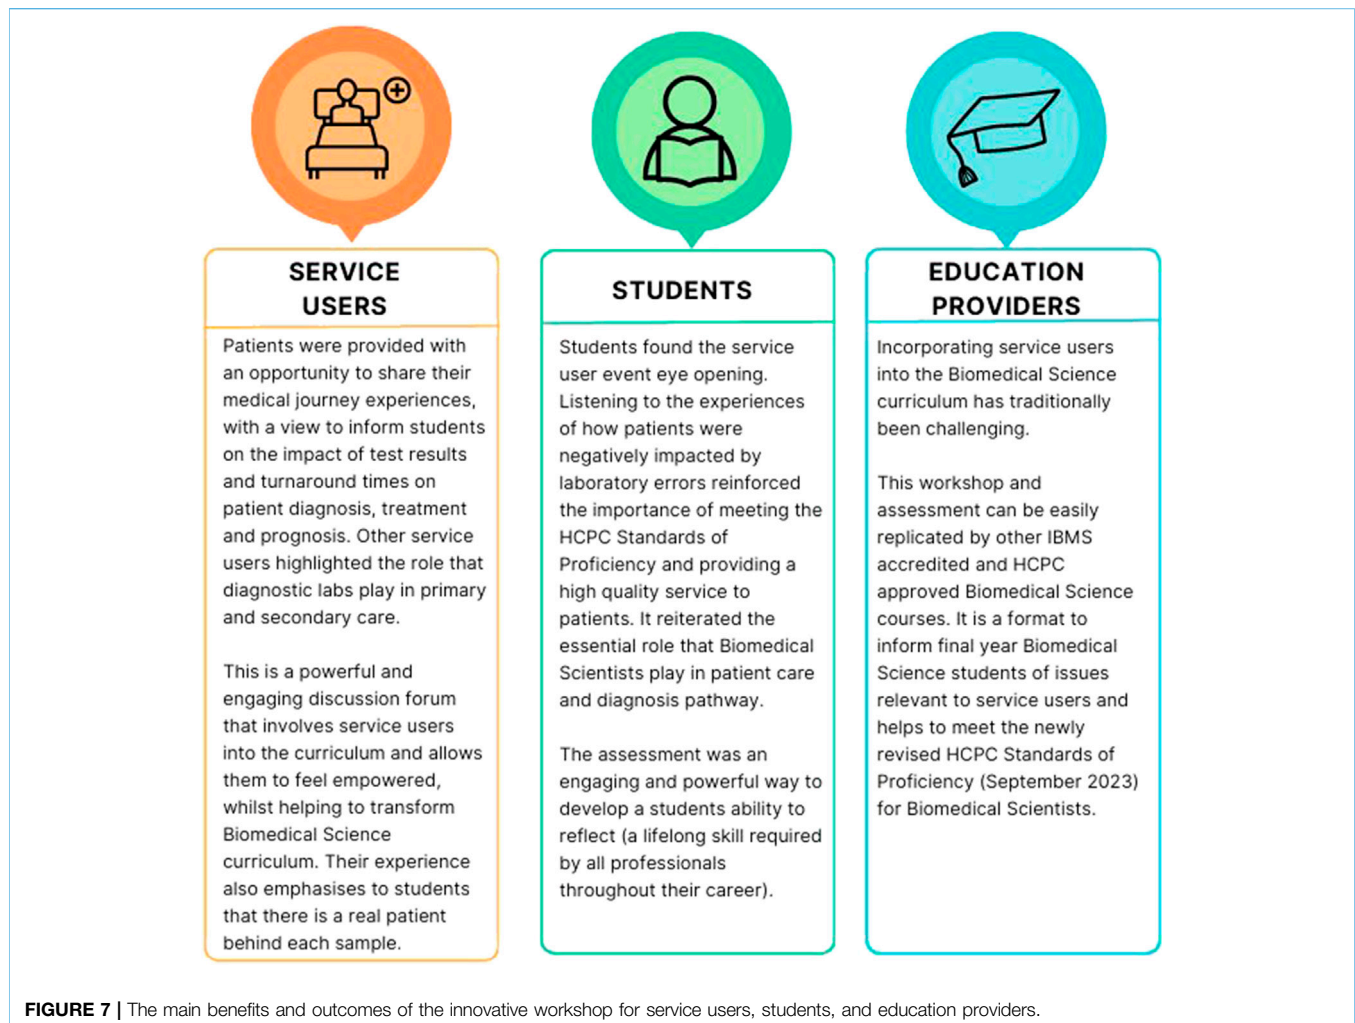 SERVICE
USERS
Patients were provided with
an opportunity to share their
medical journey experiences,
with a view to inform students
on the impact of test results
and turnaround times on
patient diagnosis, treatment
and prognosis. Other service
users highlighted the role that
diagnostic labs play in primary
and secondary care.
This is a powerful and
engaging discussion forum
that involves service users
into the curriculum and allows
them to feel empowered,
whilst helping to transform
Biomedical Science
curriculum. Their experience
also emphasises to students
that there is a real patient
behind each sample.
STUDENTS
Students found the service
user event eye opening.
Listening to the experiences
of how patients were
negatively impacted by
laboratory errors reinforced
the importance of meeting the
HCPC Standards of
Proficiency and providing a
high quality service to
patients. It reiterated the
essential role that Biomedical
Scientists play in patient care
and diagnosis pathway.
The assessment was an
engaging and powerful way to
develop a students ability to
reflect (a lifelong skill required
by all professionals
throughout their career).
EDUCATION
PROVIDERS
Incorporating service users
into the Biomedical Science
curriculum has traditionally
been challenging.
This workshop and
assessment can be easily
replicated by other IBMS
accredited and HCPC
approved Biomedical Science
courses. It is a format to
inform final year Biomedical
Science students of issues
relevant to service users and
helps to meet the newly
revised HCPC Standards of
Proficiency (September 2023)
for Biomedical Scientists.
FIGURE 7 | The main benefits and outcomes of the innovative workshop for service users, students, and education providers.